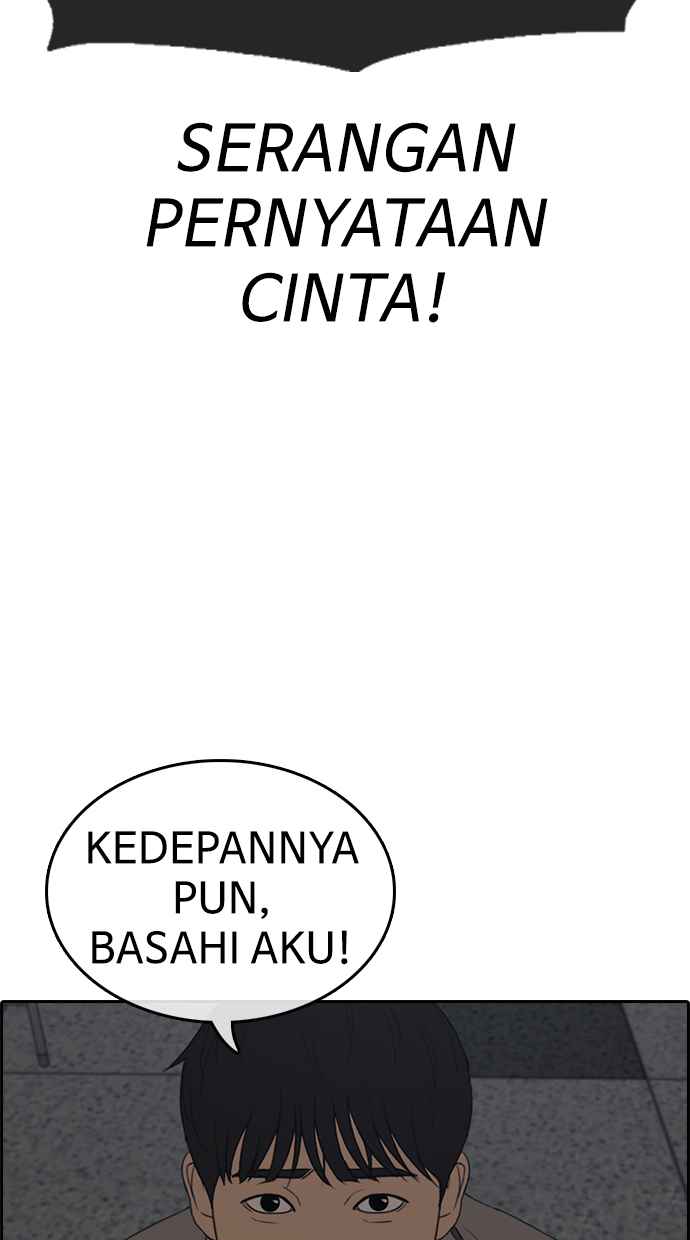 SERANGAN
PERNYATAAN
CINTA!
KEDEPANNYA
PUN,
BASAHI AKU!